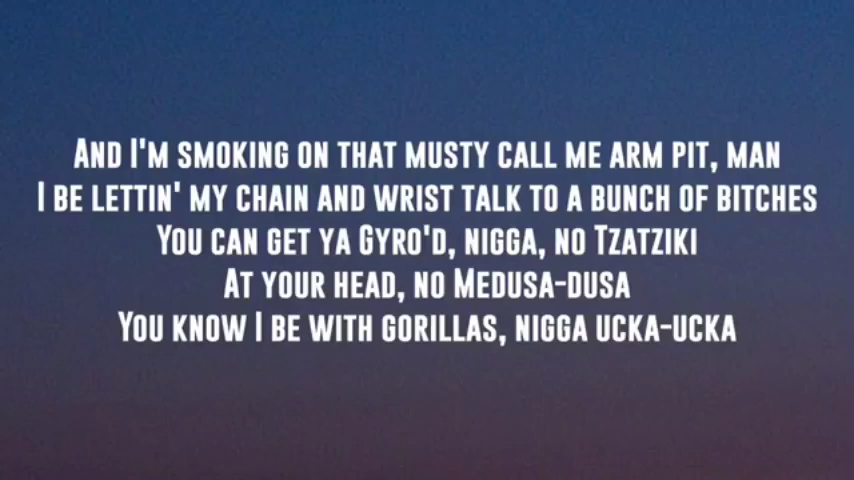 AND I'M SMOKING ON THAT MUSTY CALL ME ARM PIT, MAN
I BE LETTIN' MY CHAIN AND WRIST TALK TO A BUNCH OF BITCHES
YOU CAN GET YA GYRO'D, NIGGA, NO TZATZIKI
AT YOUR HEAD, NO MEDUSA-DUSA
YOU KNOW I BE WITH GORILLAS, NIGGA UCKA-UCKA